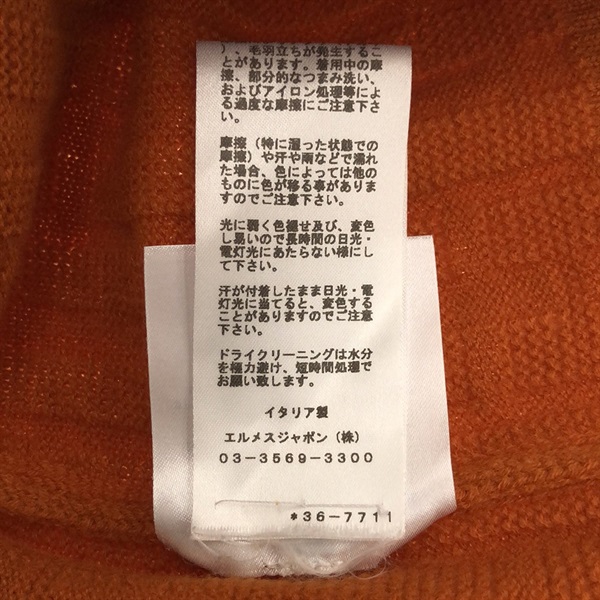 ）、毛羽立ちが発生するこ
とがあります。着用中の摩
擦、部分的なつまみ洗い、
およびアイロン処理等によ
る過度な摩擦にご注意下さ
い。
摩擦（特に湿った状態での
摩擦）や汗や雨などで濡れ
た場合、色によっては他の
ものに色が移る事がありま
すのでご注意下さい。
光に弱く色褪せ及び、変色
し易いので長時間の日光・
電灯光にあたらない様にし
て下さい。
汗が付着したまま日光・電
灯光に当てると、変色する
ことがありますのでご注意
下さい。
ドライクリーニングは水分
を極力避け、短時間処理で
お願い致します。
イタリア製
エルメスジャポン（株）
03-3569-3300
*36-7711